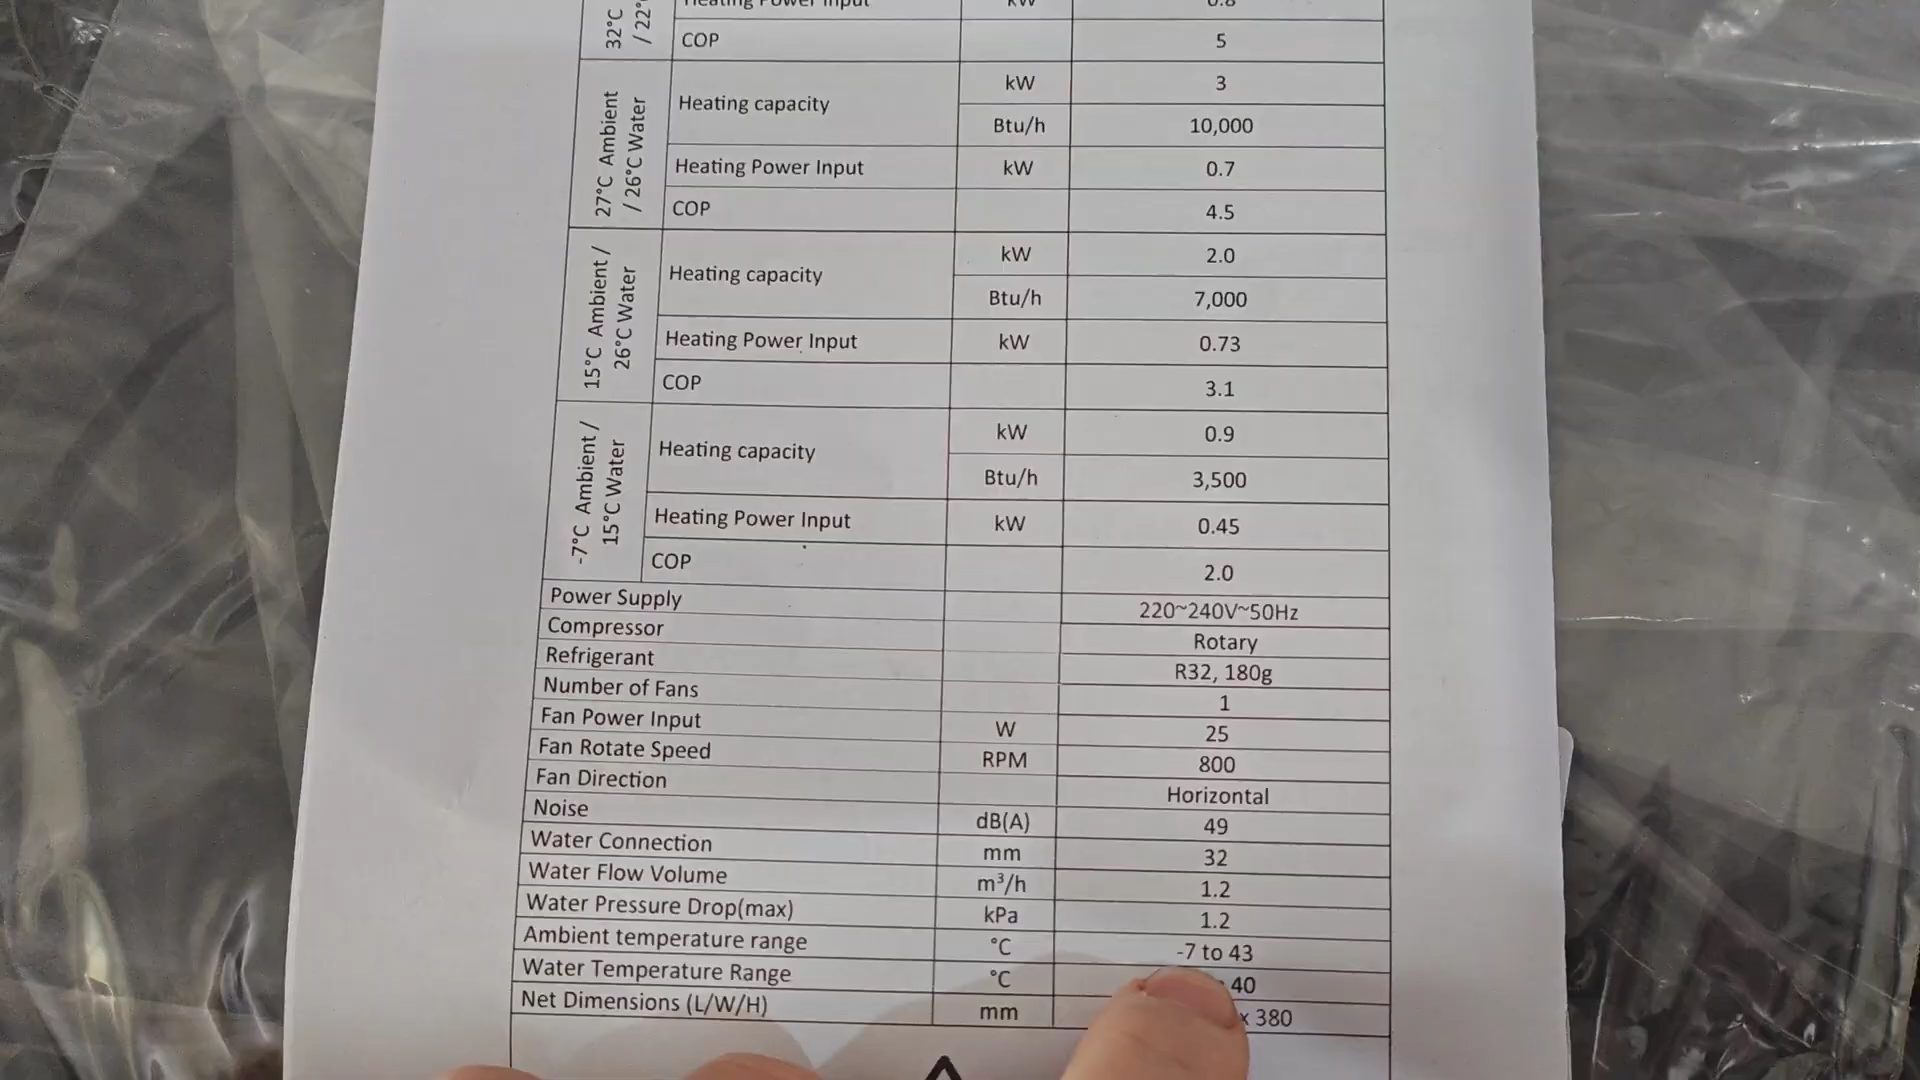 32°C
/ 22°
Heating Power Input kW 0.8
COP 5
27°C Ambient
/ 26°C Water
Heating capacity kW 3
Btu/h 10,000
Heating Power Input kW 0.7
COP 4.5
15°C Ambient /
26°C Water
Heating capacity kW 2.0
Btu/h 7,000
Heating Power Input kW 0.73
COP 3.1
-7°C Ambient /
15°C Water
Heating capacity kW 0.9
Btu/h 3,500
Heating Power Input kW 0.45
COP 2.0
Power Supply 220~240V~50Hz
Compressor Rotary
Refrigerant R32, 180g
Number of Fans 1
Fan Power Input W 25
Fan Rotate Speed RPM 800
Fan Direction Horizontal
Noise dB(A) 49
Water Connection mm 32
Water Flow Volume m³/h 1.2
Water Pressure Drop(max) kPa 1.2
Ambient temperature range °C -7 to 43
Water Temperature Range °C 40
Net Dimensions (L/W/H) mm x 380